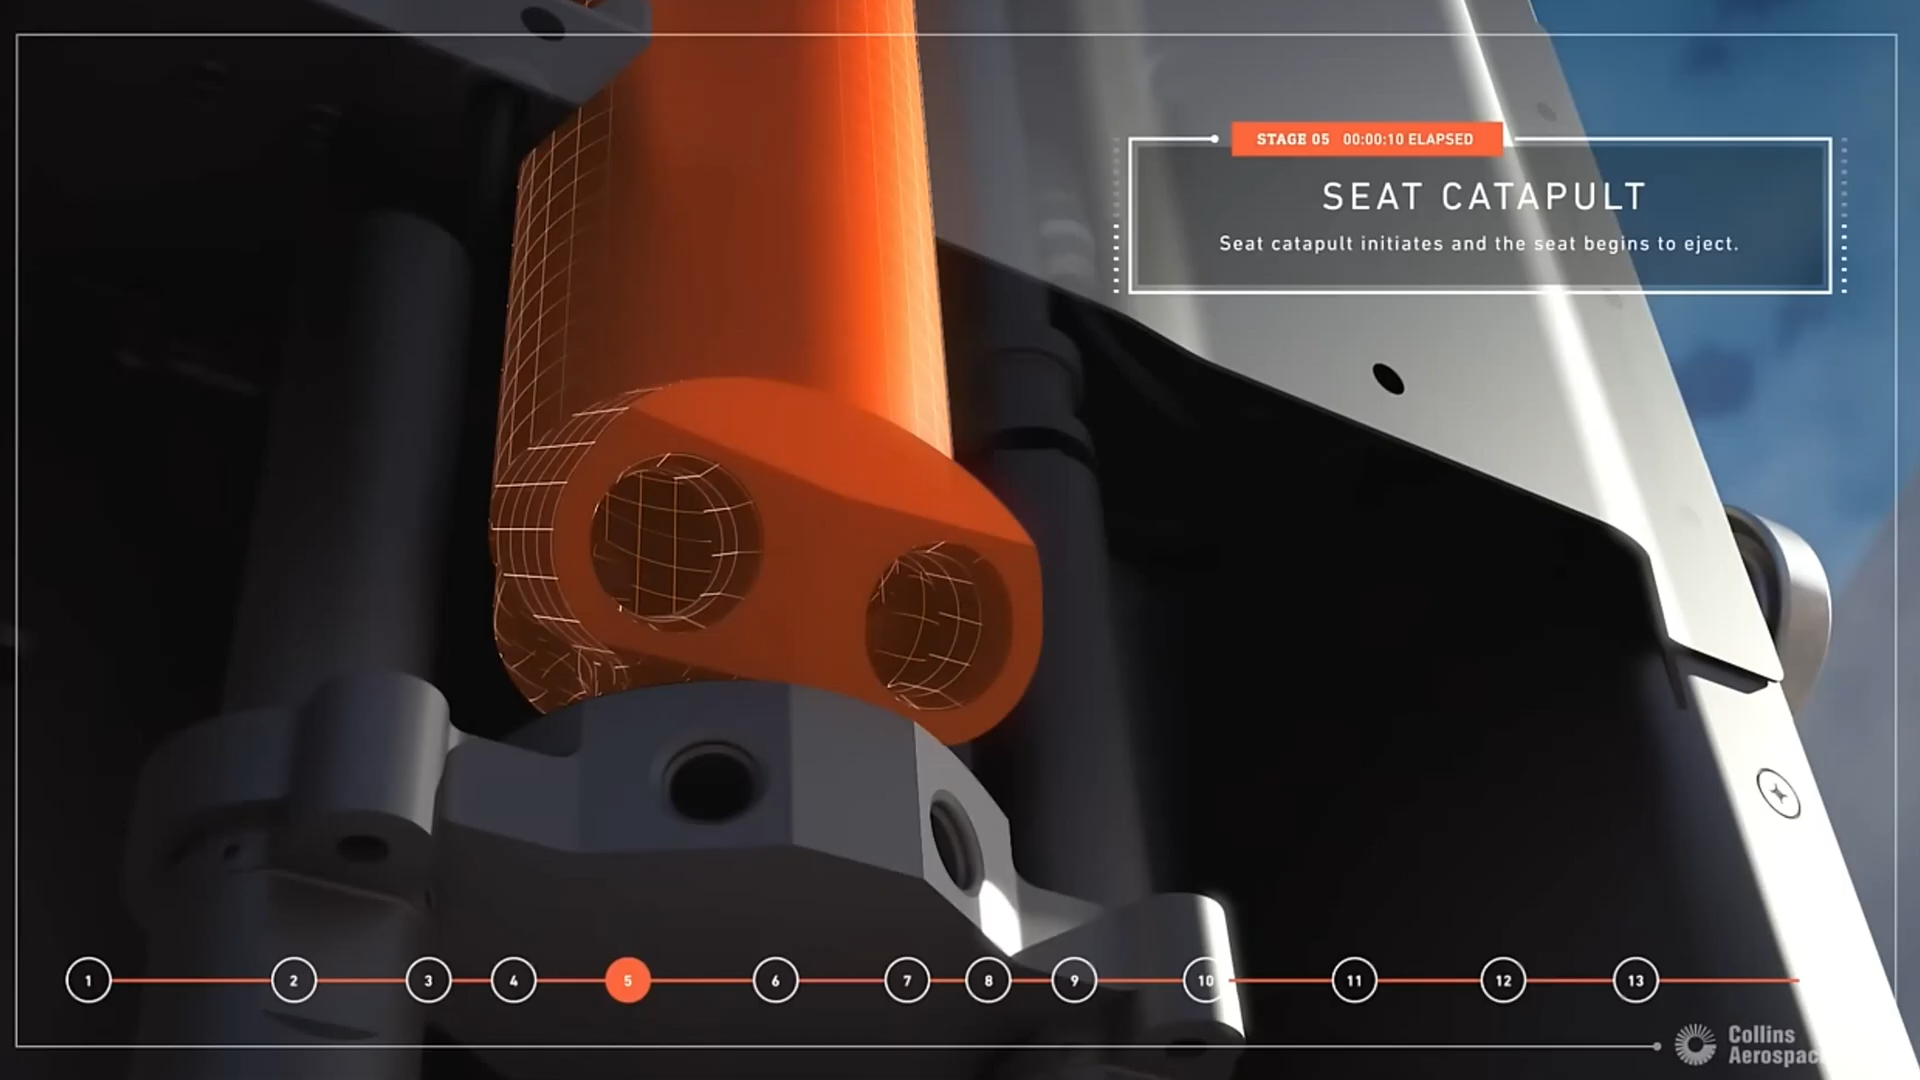 STAGE 05 00:00:10 ELAPSED
SEAT CATAPULT
Seat catapult initiates and the seat begins to eject.
1 2 3 4 5 6 7 8 9 10 11 12 13
Collins
Aerospac